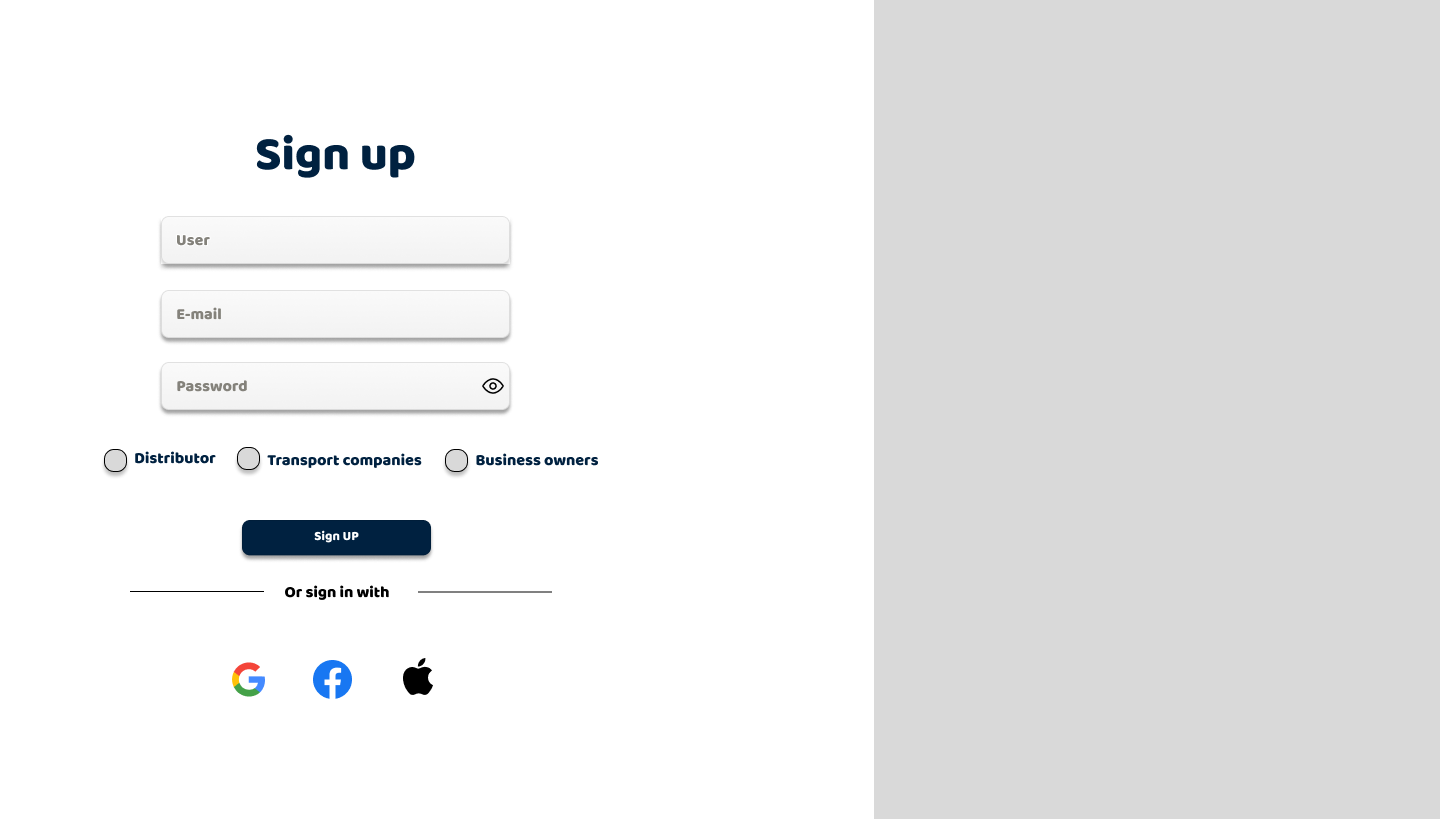 Sign up
User
E-mail
Password
Distributor Transport companies Business owners
Sign UP
Or sign in with